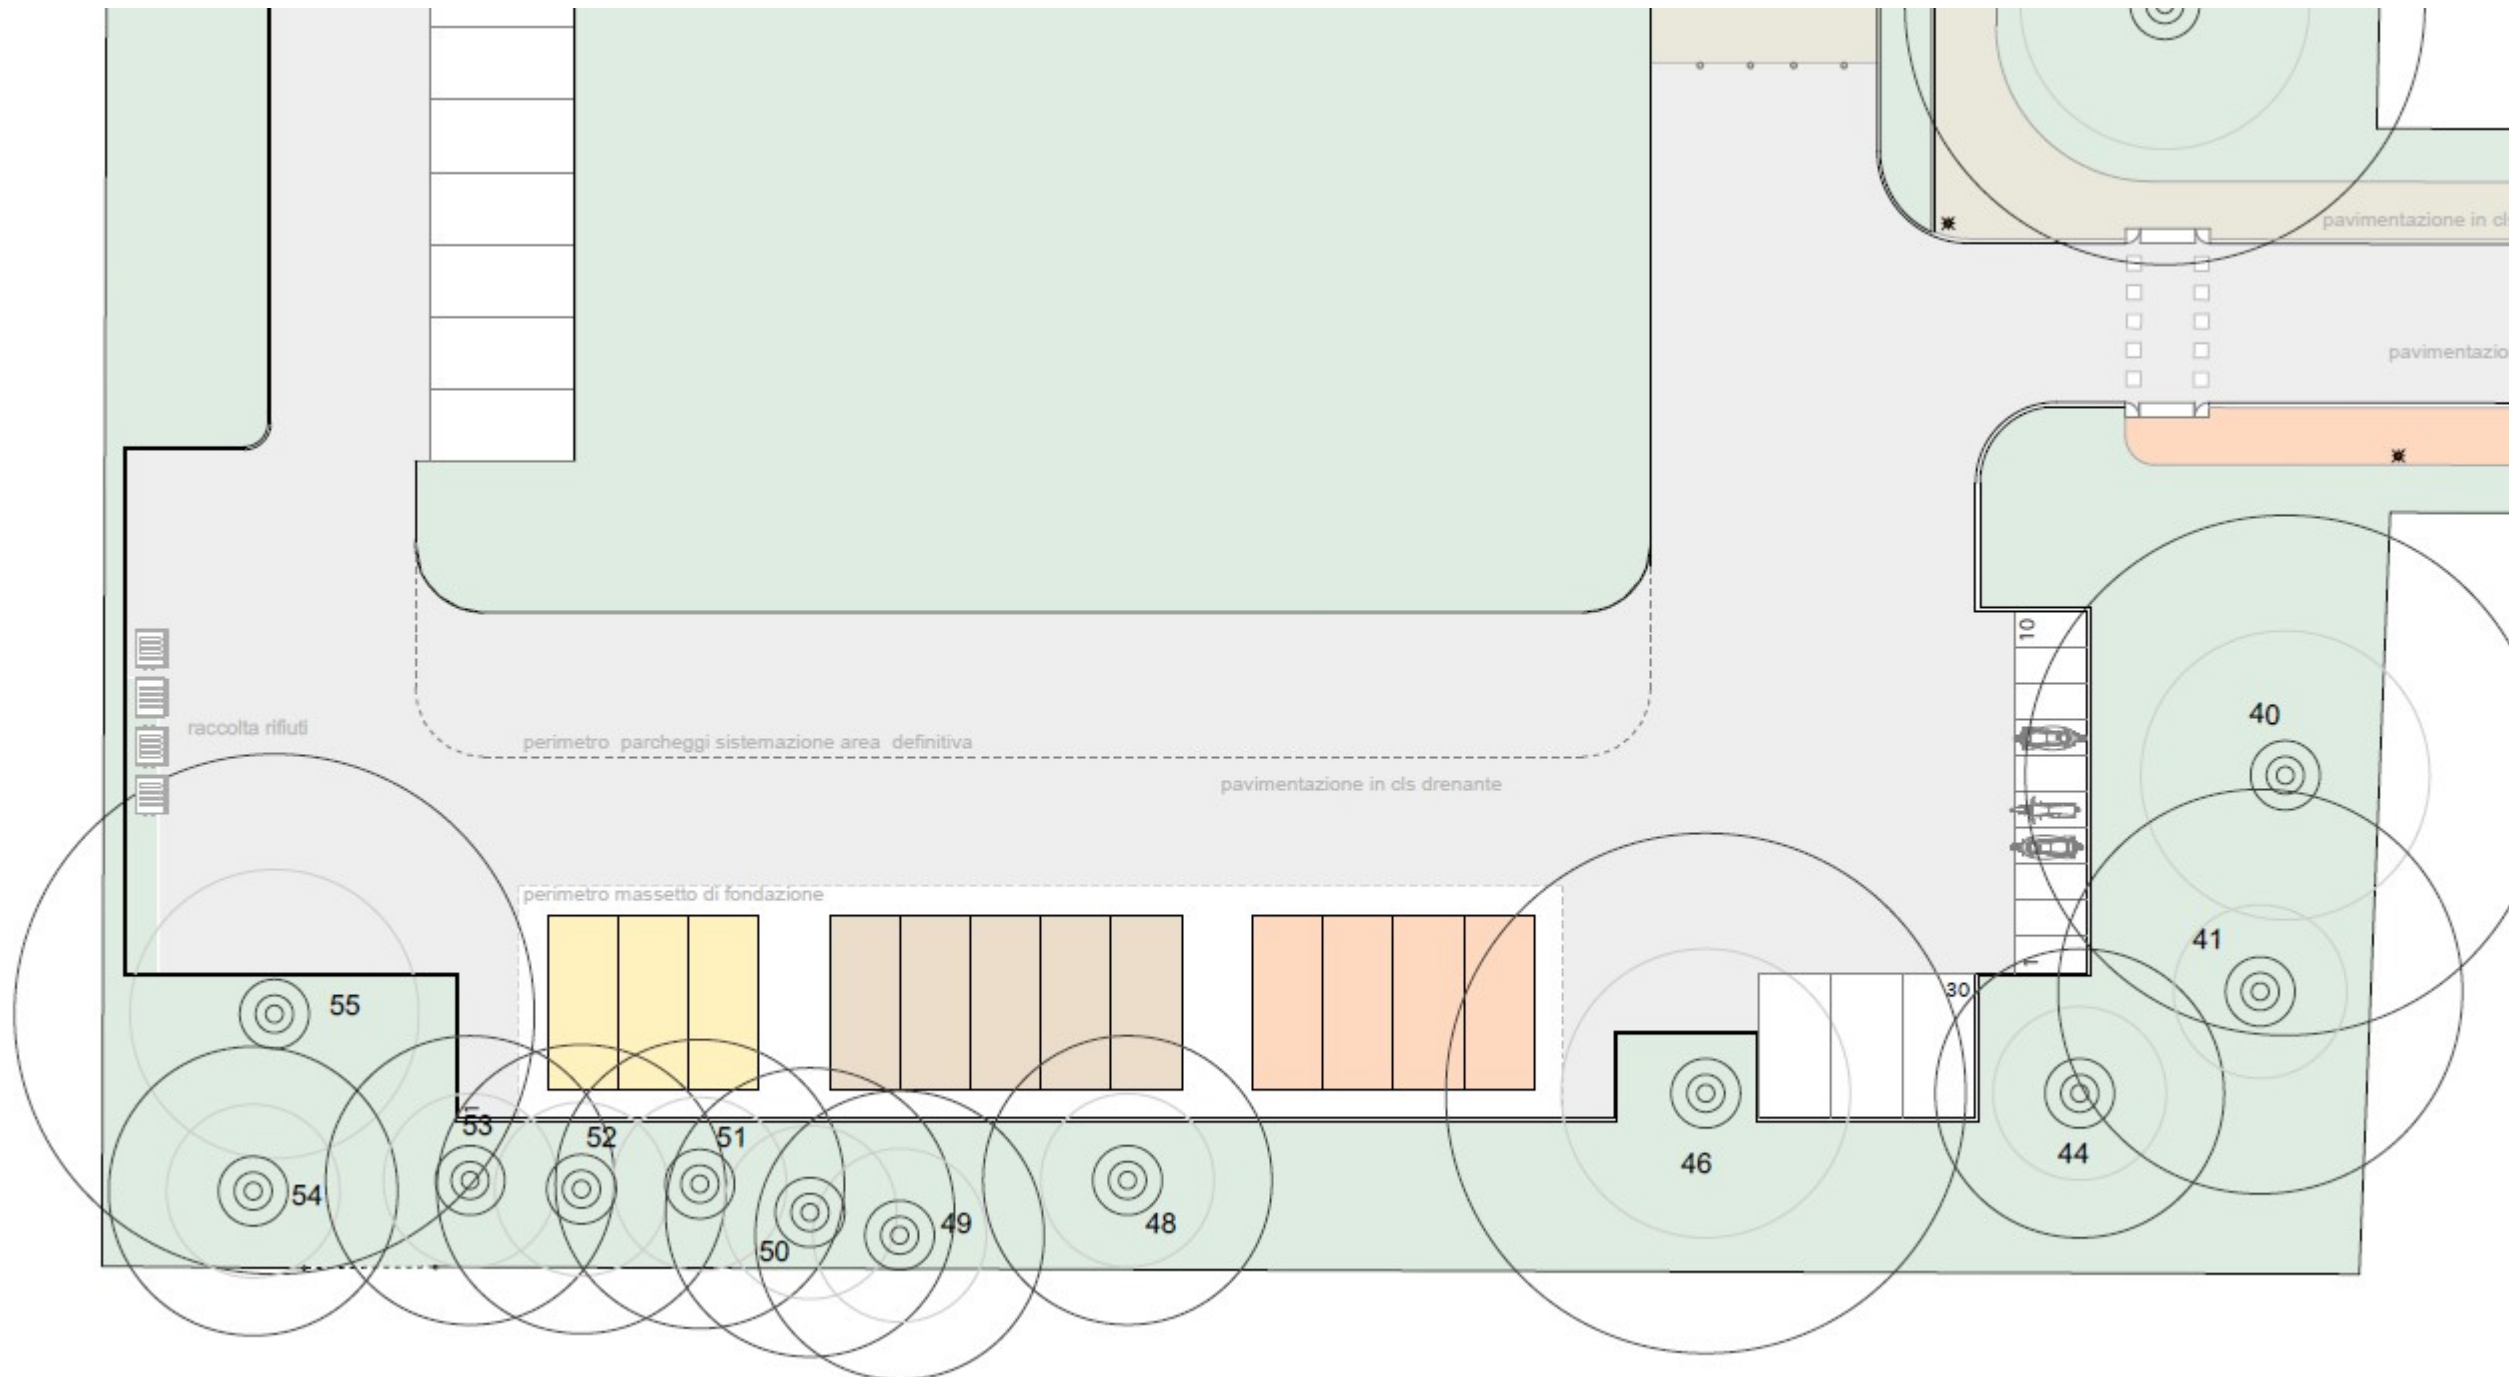 pavimentazione in cl
pavimentazio
10
40
raccolta rifiuti
perimetro parcheggi sistemazione area definitiva
pavimentazione in cls drenante
perimetro massetto di fondazione
41
1
30
55
53
52
51
54
50
49
48
46
44